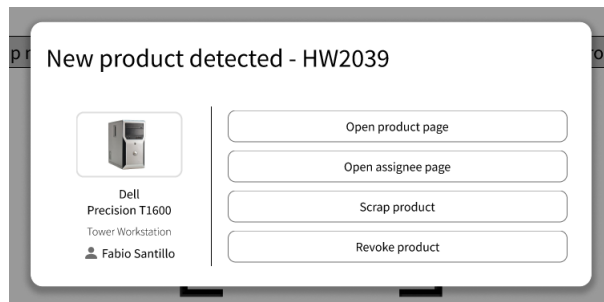 New product detected - HW2039
Dell
Precision T1600
Tower Workstation
Fabio Santillo
Open product page
Open assignee page
Scrap product
Revoke product